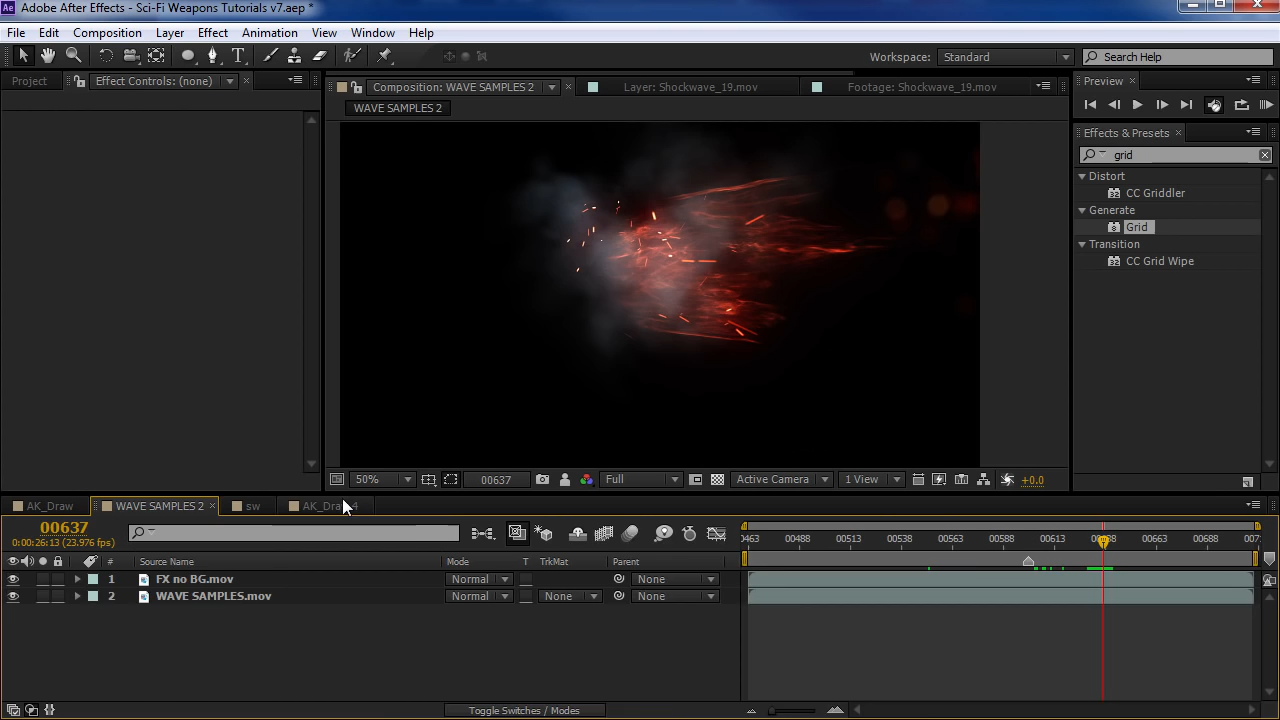 Ae Adobe After Effects - Sci-Fi Weapons Tutorials v7.aep *
File Edit Composition Layer Effect Animation View Window Help
T Workspace: Standard Search Help
Project Effect Controls: (none) Composition: WAVE SAMPLES 2 Layer: Shockwave_19.mov Footage: Shockwave_19.mov Preview
WAVE SAMPLES 2
Effects & Presets
grid
Distort
CC Griddler
Generate
Grid
Transition
CC Grid Wipe
50% 00637 Full Active Camera 1 View +0.0
AK_Draw WAVE SAMPLES 2 sw
00637
0:00:26:13 (23.976 fps)
00488 00513 00538 00563 00588 00613 00663 00688
# Source Name Mode T TrkMat Parent
1 FX no BG.mov Normal None
2 WAVE SAMPLES.mov Normal None None
Toggle Switches / Modes